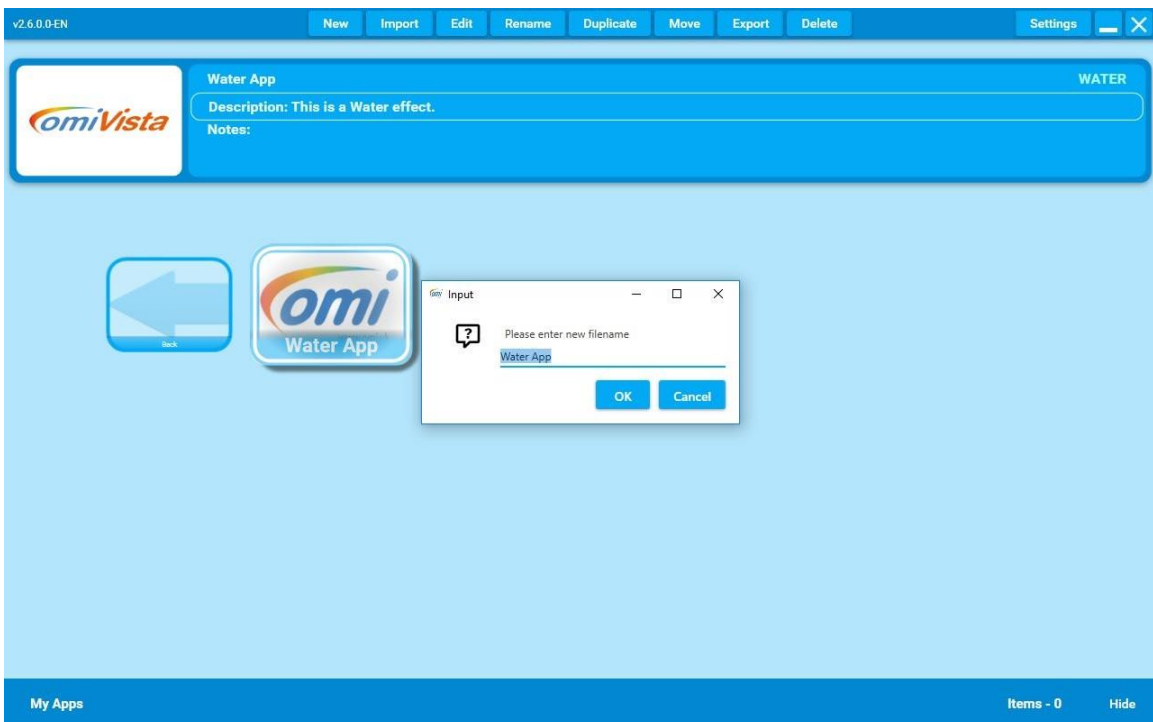 v2.6.0.0-EN New Import Edit Rename Duplicate Move Export Delete Settings
omiVista
Water App WATER
Description: This is a Water effect.
Notes:
Back
omi
Water App
omi Input
Please enter new filename
Water App
OK Cancel
My Apps Items - 0 Hide